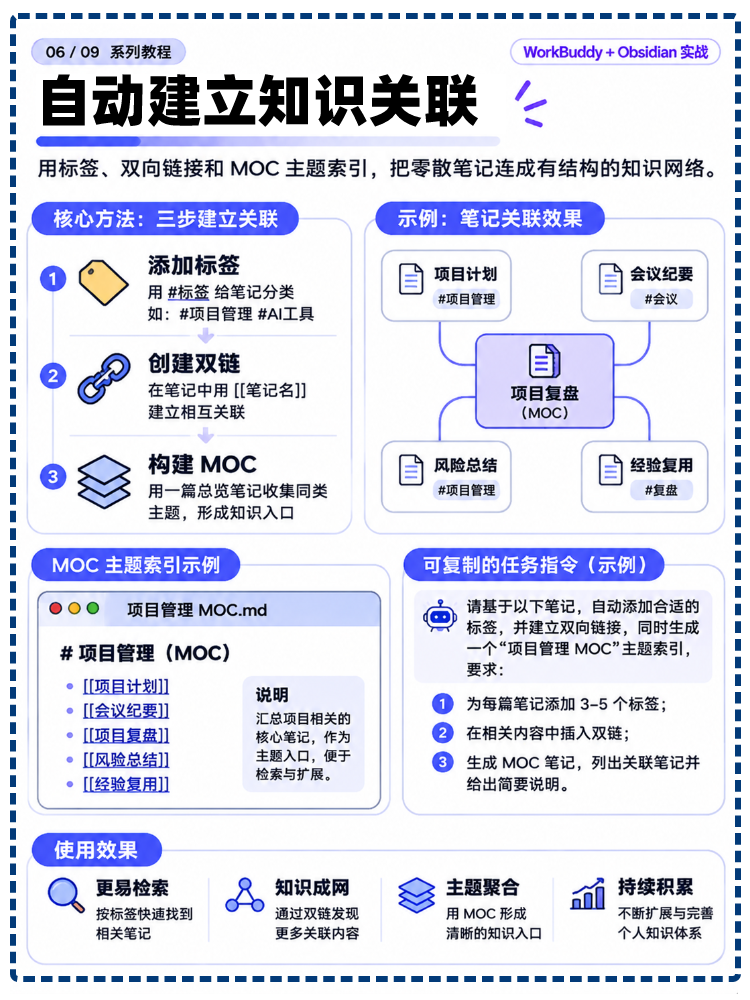 06 / 09 系列教程
WorkBuddy + Obsidian 实战
自动建立知识关联
用标签、双向链接和 MOC 主题索引，把零散笔记连成有结构的知识网络。
核心方法：三步建立关联
1
添加标签
用 #标签 给笔记分类
如：#项目管理 #AI工具
2
创建双链
在笔记中用 [[笔记名]]
建立相互关联
3
构建 MOC
用一篇总览笔记收集同类
主题，形成知识入口
示例：笔记关联效果
项目计划
#项目管理
会议纪要
#会议
项目复盘
（MOC）
风险总结
#项目管理
经验复用
#复盘
MOC 主题索引示例
项目管理 MOC.md
# 项目管理（MOC）
[[项目计划]]
[[会议纪要]]
[[项目复盘]]
[[风险总结]]
[[经验复用]]
说明
汇总项目相关的
核心笔记，作为
主题入口，便于
检索与扩展。
可复制的任务指令（示例）
请基于以下笔记，自动添加合适的
标签，并建立双向链接，同时生成
一个“项目管理 MOC”主题索引，
要求：
1 为每篇笔记添加 3-5 个标签；
2 在相关内容中插入双链；
3 生成 MOC 笔记，列出关联笔记并
给出简要说明。
使用效果
更易检索
按标签快速找到
相关笔记
知识成网
通过双链发现
更多关联内容
主题聚合
用 MOC 形成
清晰的知识入口
持续积累
不断扩展与完善
个人知识体系